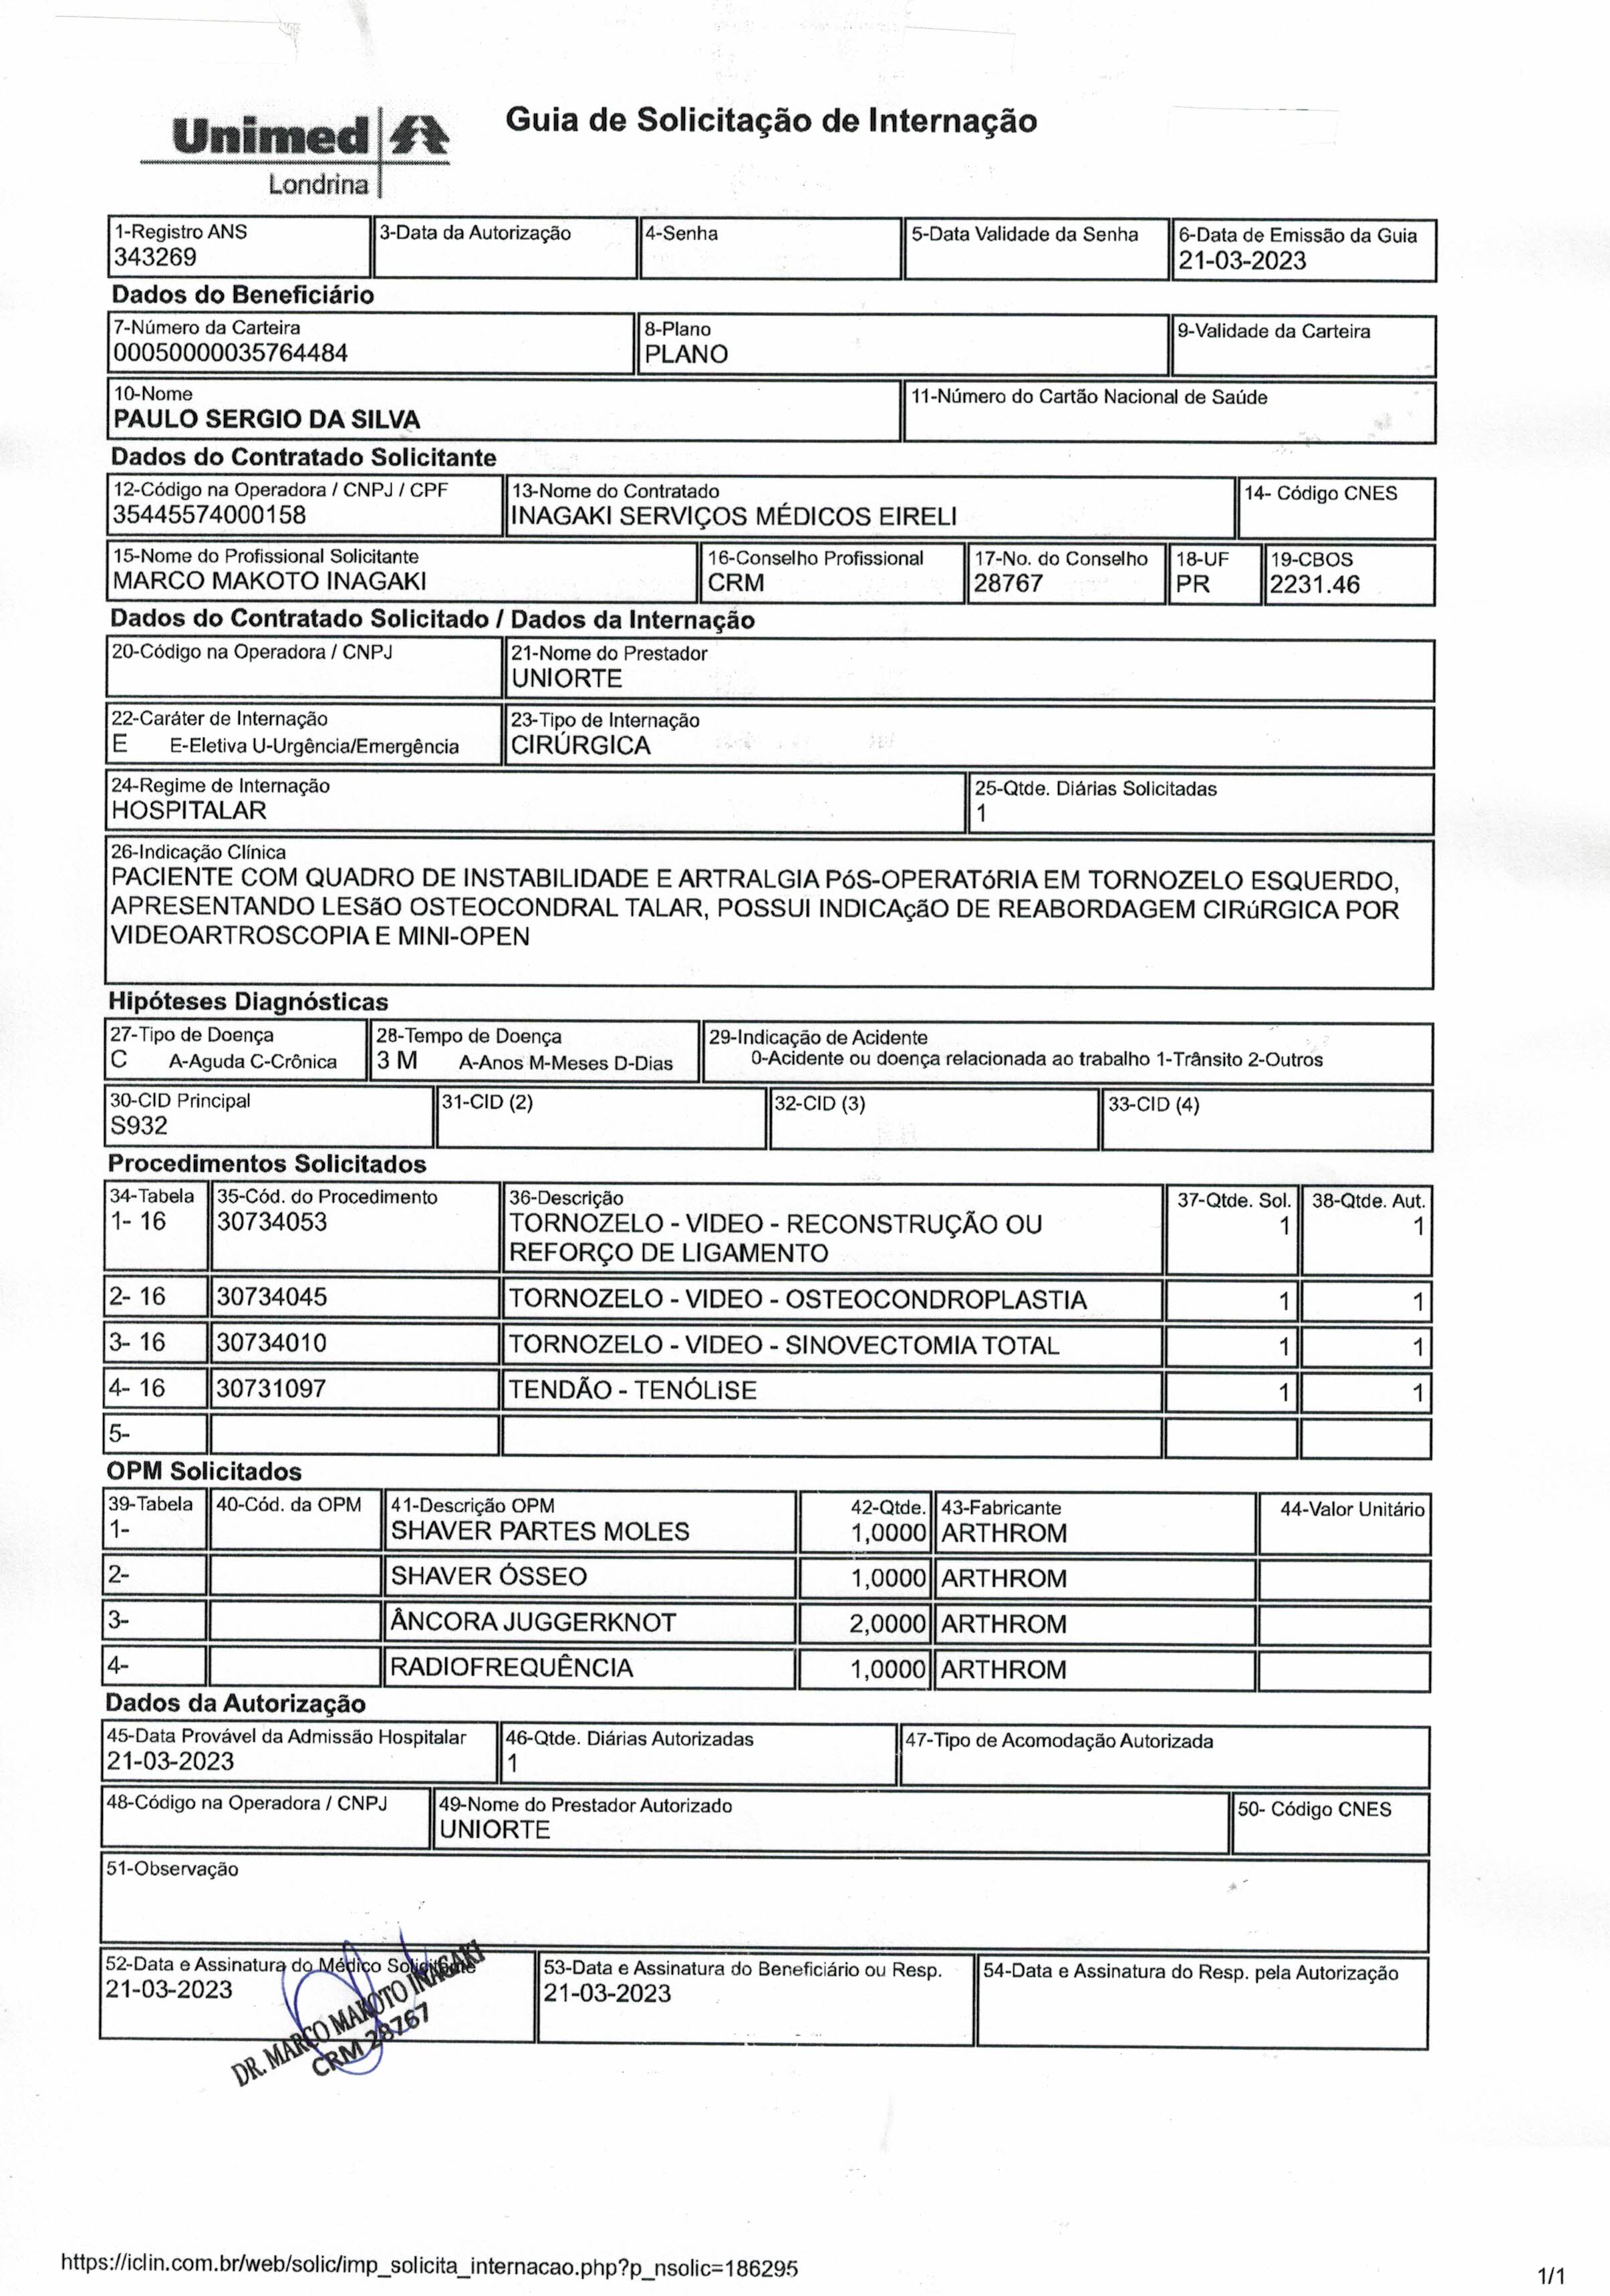 Unimed
Londrina
Guia de Solicitação de Internação
1-Registro ANS
343269
3-Data da Autorização
4-Senha
5-Data Validade da Senha
6-Data de Emissão da Guia
21-03-2023
Dados do Beneficiário
7-Número da Carteira
00050000035764484
8-Plano
PLANO
9-Validade da Carteira
10-Nome
PAULO SERGIO DA SILVA
11-Número do Cartão Nacional de Saúde
Dados do Contratado Solicitante
12-Código na Operadora / CNPJ / CPF
35445574000158
13-Nome do Contratado
INAGAKI SERVIÇOS MÉDICOS EIRELI
14- Código CNES
15-Nome do Profissional Solicitante
MARCO MAKOTO INAGAKI
16-Conselho Profissional
CRM
17-No. do Conselho
28767
18-UF
PR
19-CBOS
2231.46
Dados do Contratado Solicitado / Dados da Internação
20-Código na Operadora / CNPJ
21-Nome do Prestador
UNIORTE
22-Caráter de Internação
E E-Eletiva U-Urgência/Emergência
23-Tipo de Internação
CIRÚRGICA
24-Regime de Internação
HOSPITALAR
25-Qtde. Diárias Solicitadas
1
26-Indicação Clínica
PACIENTE COM QUADRO DE INSTABILIDADE E ARTRALGIA PóS-OPERATóRIA EM TORNOZELO ESQUERDO,
APRESENTANDO LESãO OSTEOCONDRAL TALAR, POSSUI INDICAçãO DE REABORDAGEM CIRúRGICA POR
VIDEOARTROSCOPIA E MINI-OPEN
Hipóteses Diagnósticas
27-Tipo de Doença
C A-Aguda C-Crônica
28-Tempo de Doença
3 M A-Anos M-Meses D-Dias
29-Indicação de Acidente
0-Acidente ou doença relacionada ao trabalho 1-Trânsito 2-Outros
30-CID Principal
S932
31-CID (2)
32-CID (3)
33-CID (4)
Procedimentos Solicitados
34-Tabela 35-Cód. do Procedimento 36-Descrição 37-Qtde. Sol. 38-Qtde. Aut.
1- 16 30734053 TORNOZELO - VIDEO - RECONSTRUÇÃO OU 1 1
REFORÇO DE LIGAMENTO
2- 16 30734045 TORNOZELO - VIDEO - OSTEOCONDROPLASTIA 1 1
3- 16 30734010 TORNOZELO - VIDEO - SINOVECTOMIA TOTAL 1 1
4- 16 30731097 TENDÃO - TENÓLISE 1 1
5-
OPM Solicitados
39-Tabela 40-Cód. da OPM 41-Descrição OPM 42-Qtde. 43-Fabricante 44-Valor Unitário
1- SHAVER PARTES MOLES 1,0000 ARTHROM
2- SHAVER ÓSSEO 1,0000 ARTHROM
3- ÂNCORA JUGGERKNOT 2,0000 ARTHROM
4- RADIOFREQUÊNCIA 1,0000 ARTHROM
Dados da Autorização
45-Data Provável da Admissão Hospitalar
21-03-2023
46-Qtde. Diárias Autorizadas
1
47-Tipo de Acomodação Autorizada
48-Código na Operadora / CNPJ
49-Nome do Prestador Autorizado
UNIORTE
50- Código CNES
51-Observação
52-Data e Assinatura do Médico Solicitante
21-03-2023
DR. MARCO MAKOTO INAGAKI
CRM 28767
53-Data e Assinatura do Beneficiário ou Resp.
21-03-2023
54-Data e Assinatura do Resp. pela Autorização
https://iclin.com.br/web/solic/imp_solicita_internacao.php?p_nsolic=186295
1/1